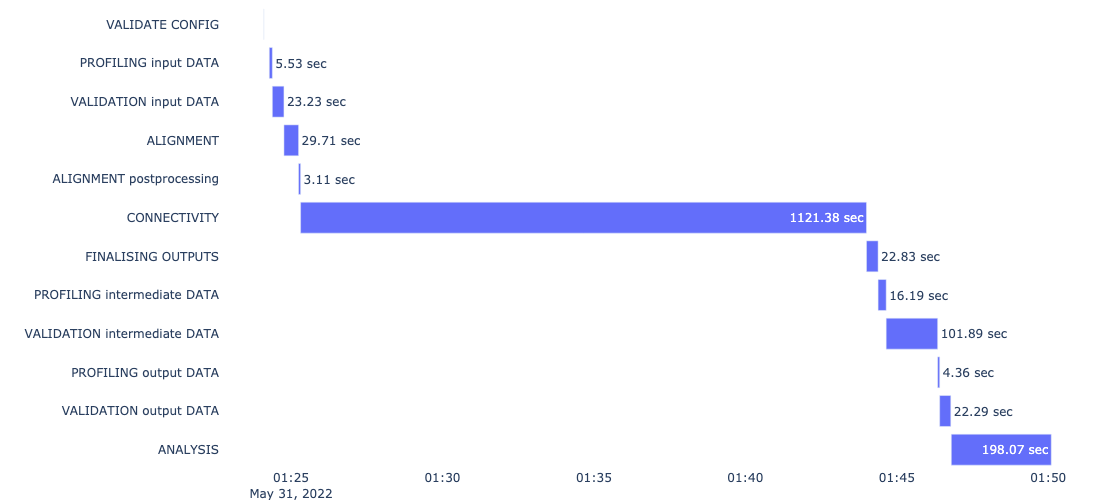 VALIDATE CONFIG
PROFILING input DATA
5.53 sec
VALIDATION input DATA
23.23 sec
ALIGNMENT
29.71 sec
ALIGNMENT postprocessing
3.11 sec
CONNECTIVITY
1121.38 sec
FINALISING OUTPUTS
22.83 sec
PROFILING intermediate DATA
16.19 sec
VALIDATION intermediate DATA
101.89 sec
PROFILING output DATA
4.36 sec
VALIDATION output DATA
22.29 sec
ANALYSIS
198.07 sec
01:25 01:30 01:35 01:40 01:45 01:50
May 31, 2022